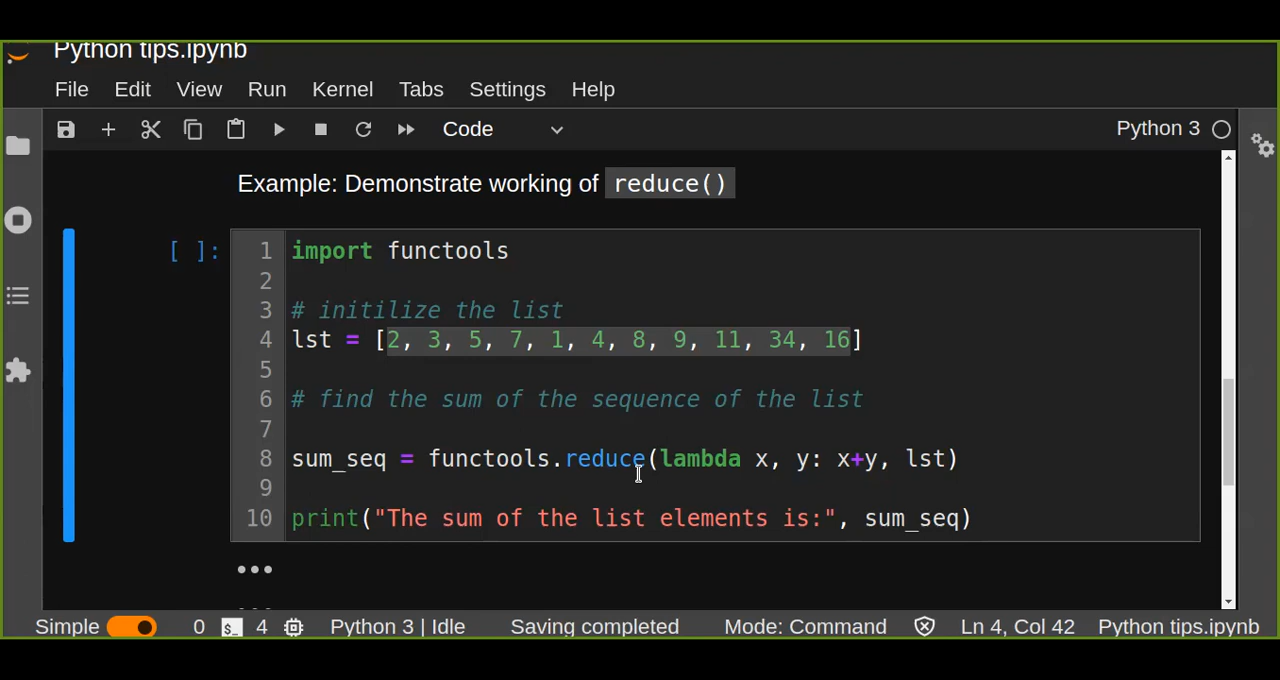 Python tips.ipynb
File Edit View Run Kernel Tabs Settings Help
Code Python 3
Example: Demonstrate working of reduce()
[ ]:
1 import functools
2
3 # initilize the list
4 lst = [2, 3, 5, 7, 1, 4, 8, 9, 11, 34, 16]
5
6 # find the sum of the sequence of the list
7
8 sum_seq = functools.reduce(lambda x, y: x+y, lst)
9
10 print("The sum of the list elements is:", sum_seq)
Simple 0 $_ 4 Python 3 | Idle Saving completed Mode: Command Ln 4, Col 42 Python tips.ipynb